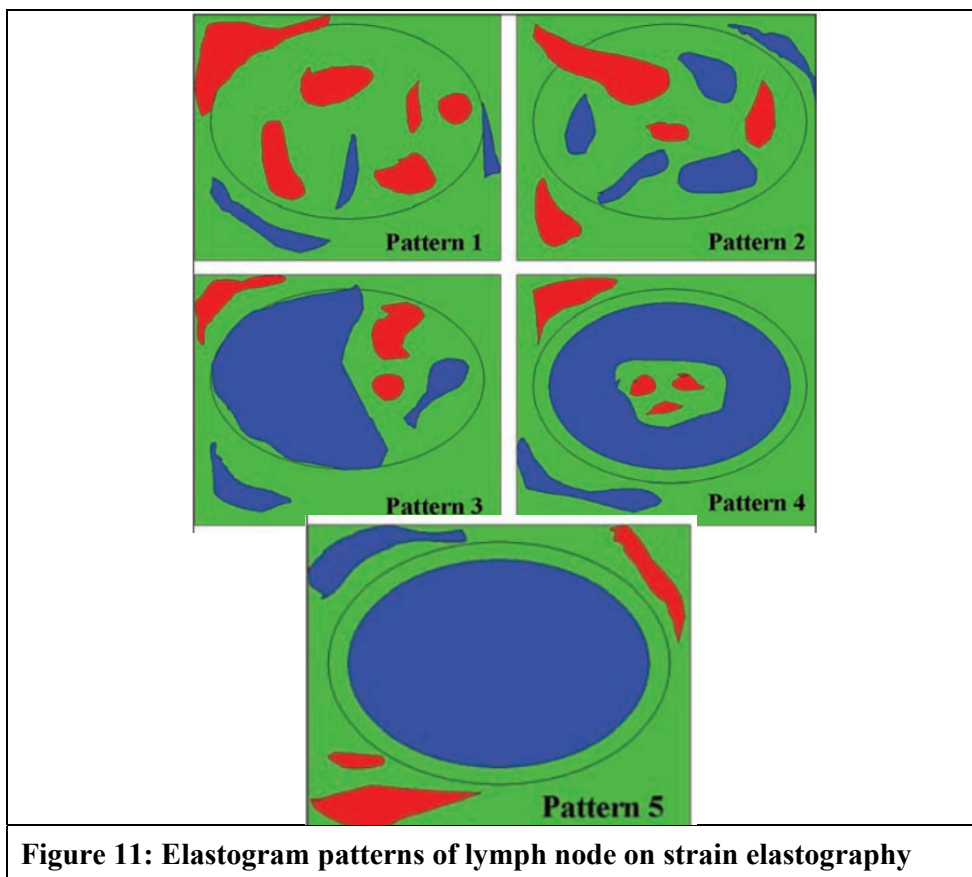 Pattern 1
Pattern 2
Pattern 3
Pattern 4
Pattern 5
Figure 11: Elastogram patterns of lymph node on strain elastography